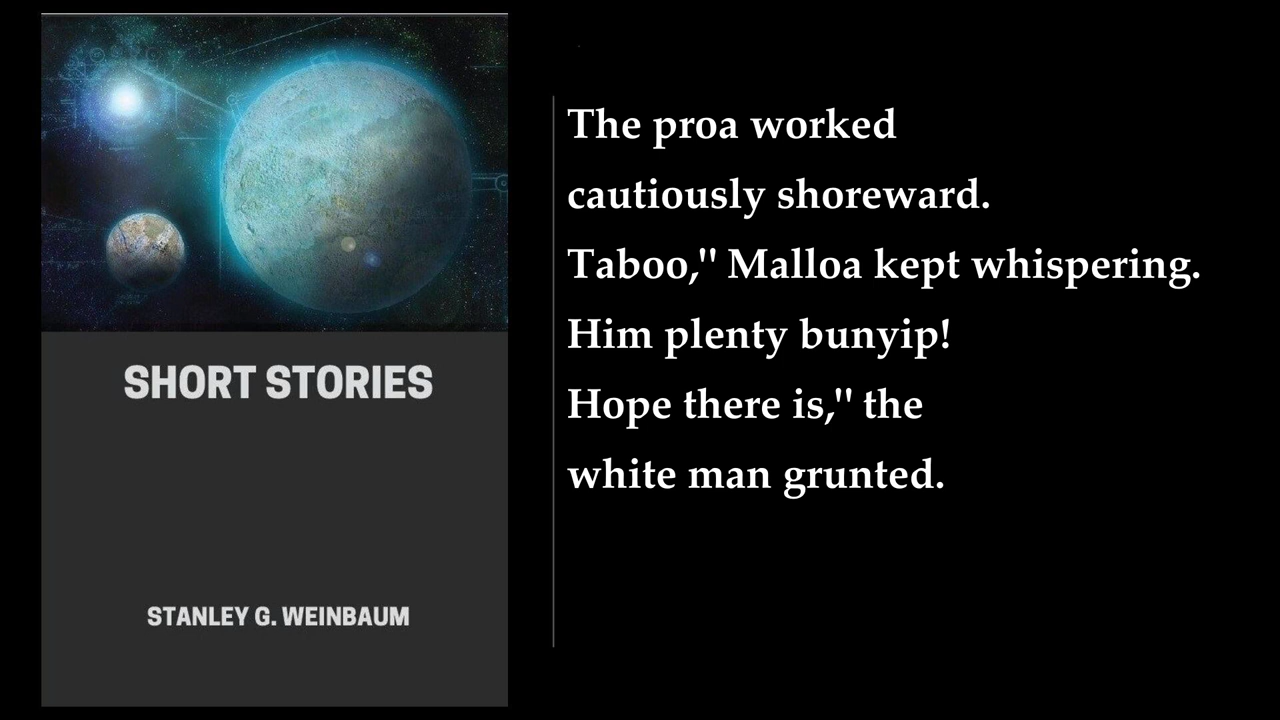 SHORT STORIES
STANLEY G. WEINBAUM
The proa worked
cautiously shoreward.
Taboo," Malloa kept whispering.
Him plenty bunyip!
Hope there is," the
white man grunted.